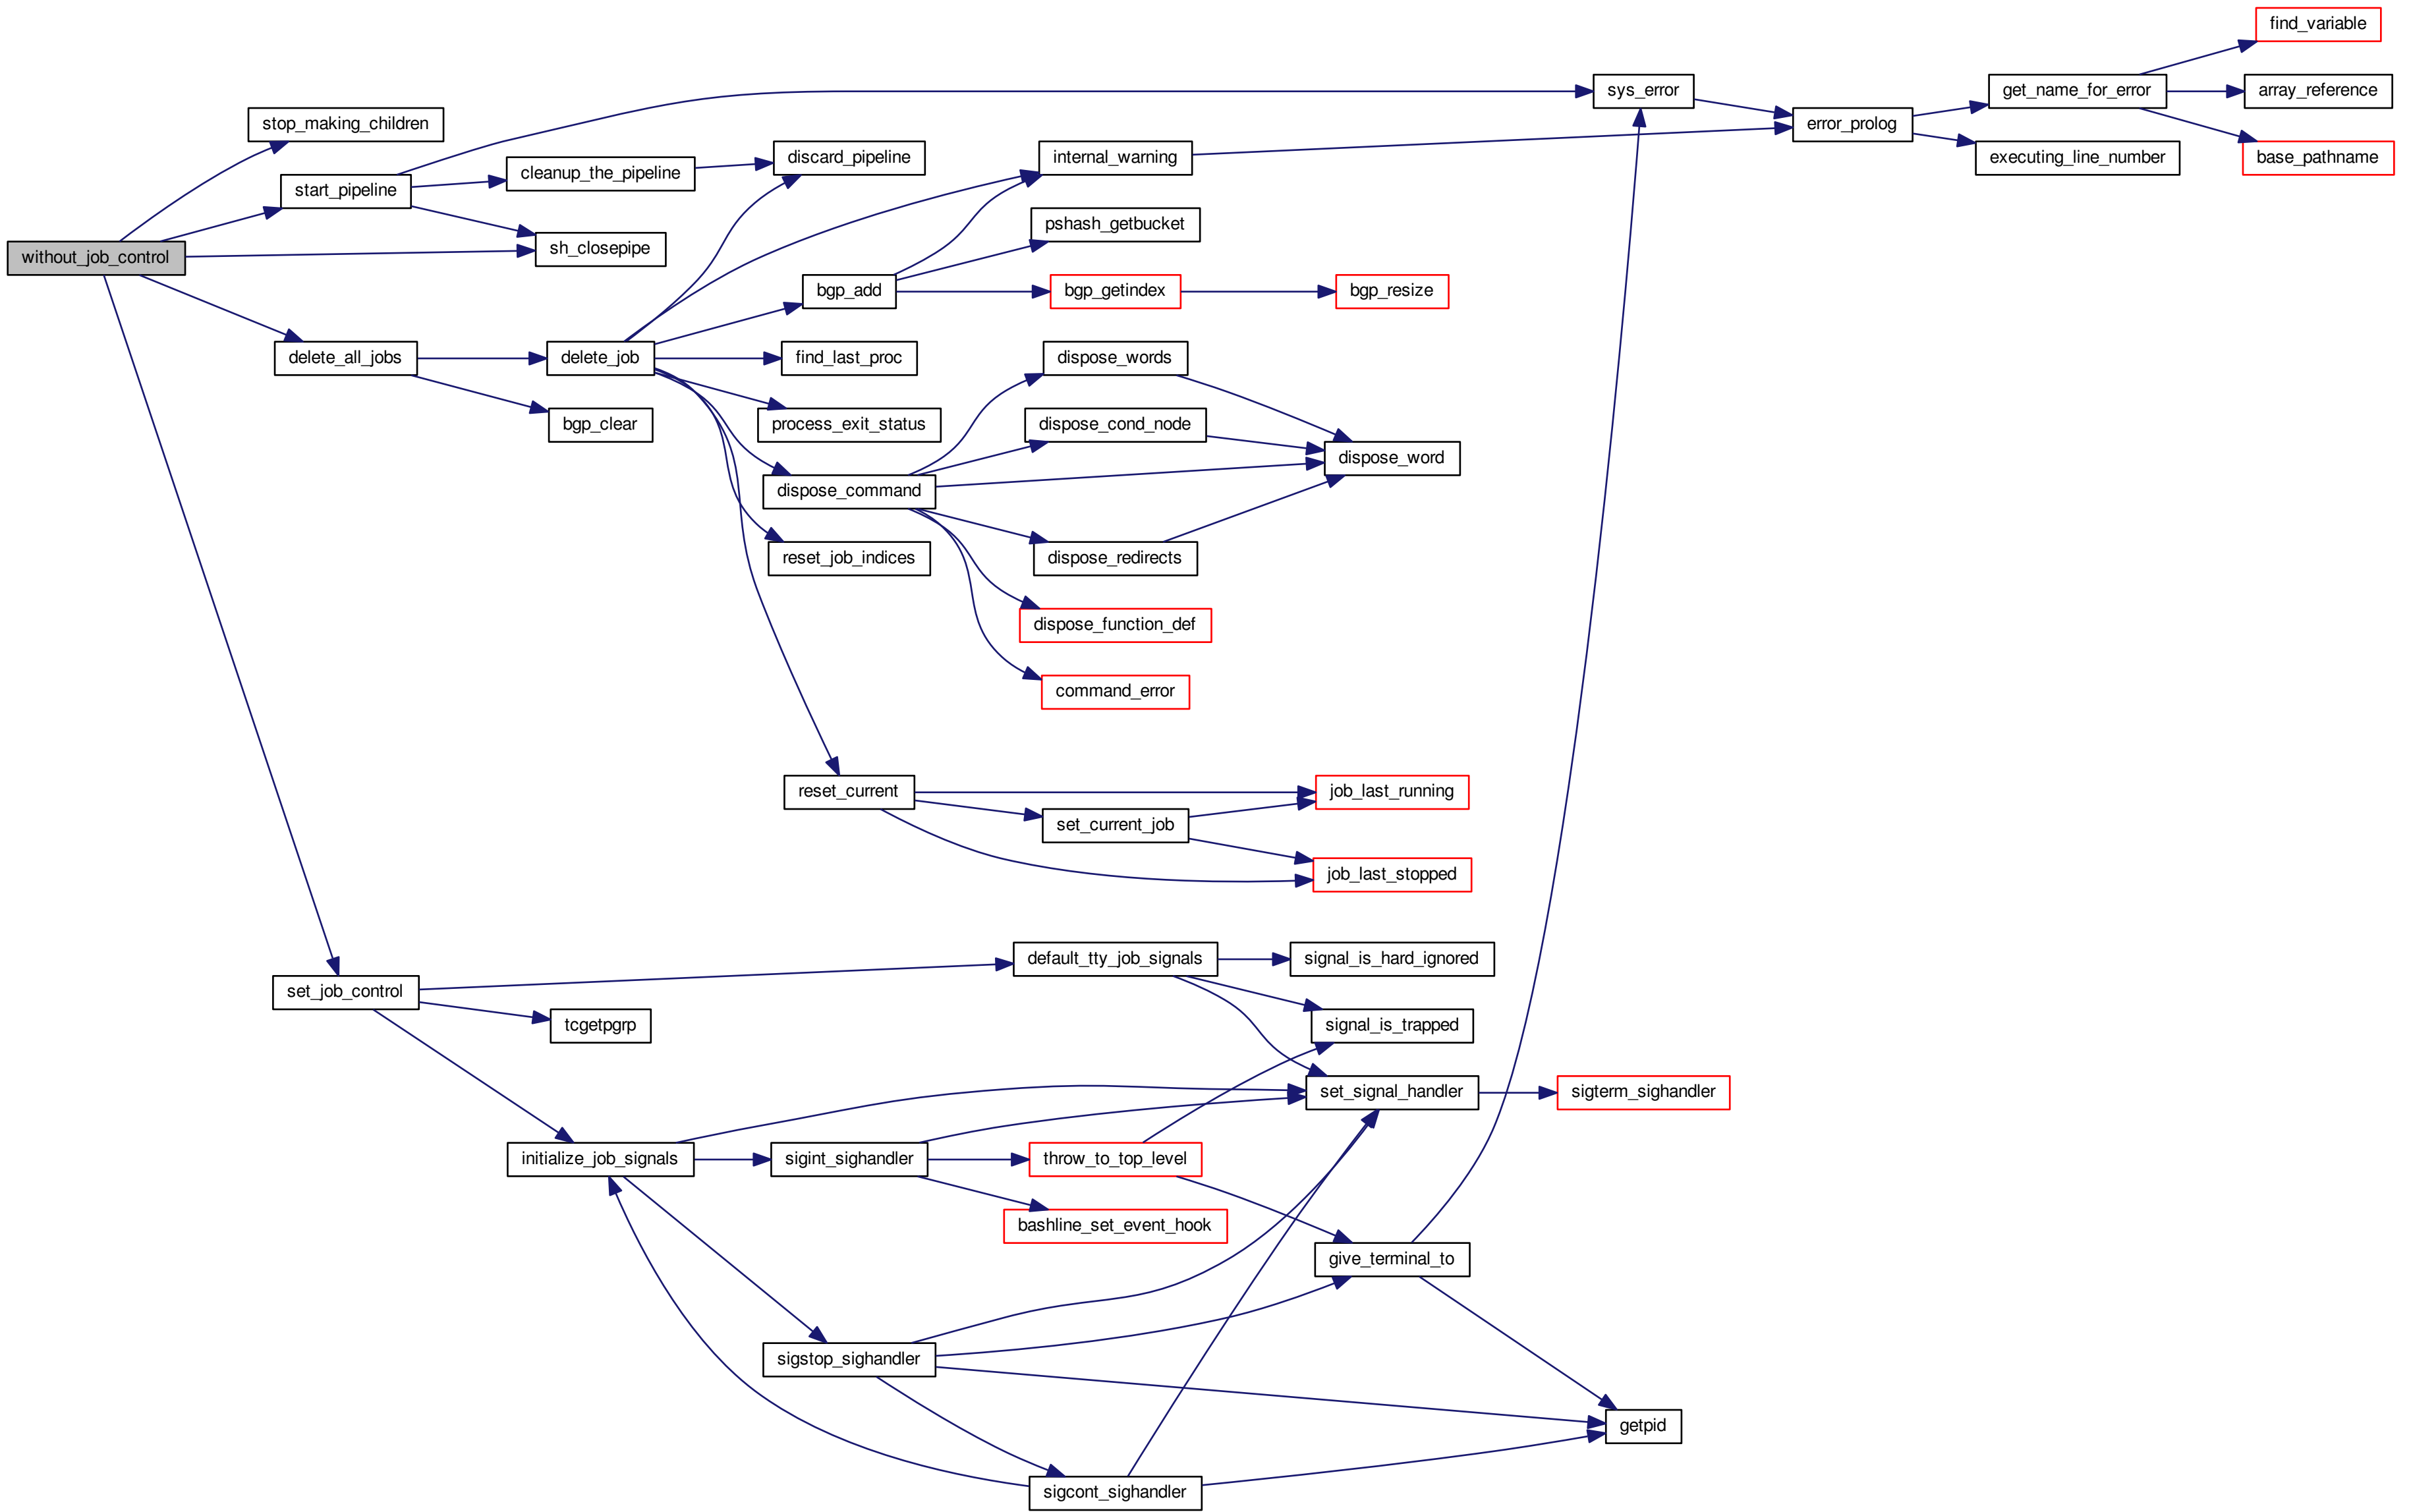 find_variable
sys_error
get_name_for_error
array_reference
stop_making_children
error_prolog
discard_pipeline
internal_warning
executing_line_number
base_pathname
cleanup_the_pipeline
start_pipeline
pshash_getbucket
sh_closepipe
without_job_control
bgp_add
bgp_getindex
bgp_resize
delete_all_jobs
delete_job
find_last_proc
dispose_words
bgp_clear
process_exit_status
dispose_cond_node
dispose_word
dispose_command
reset_job_indices
dispose_redirects
dispose_function_def
command_error
reset_current
job_last_running
set_current_job
job_last_stopped
default_tty_job_signals
signal_is_hard_ignored
set_job_control
tcgetpgrp
signal_is_trapped
set_signal_handler
sigterm_sighandler
initialize_job_signals
sigint_sighandler
throw_to_top_level
bashline_set_event_hook
give_terminal_to
sigstop_sighandler
getpid
sigcont_sighandler